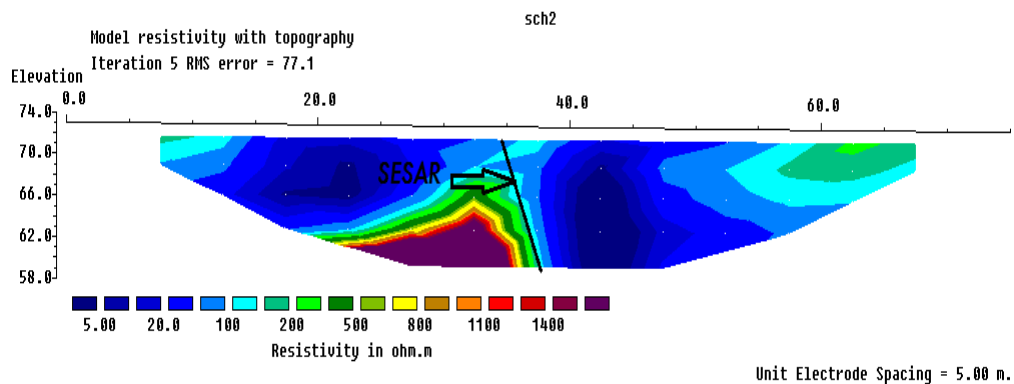 sch2
Model resistivity with topography
Iteration 5 RMS error = 77.1
Elevation
0.0 20.0 40.0 60.0
74.0
70.0
SESAR
66.0
62.0
58.0
5.00 20.0 100 200 500 800 1100 1400
Resistivity in ohm.m
Unit Electrode Spacing = 5.00 m.